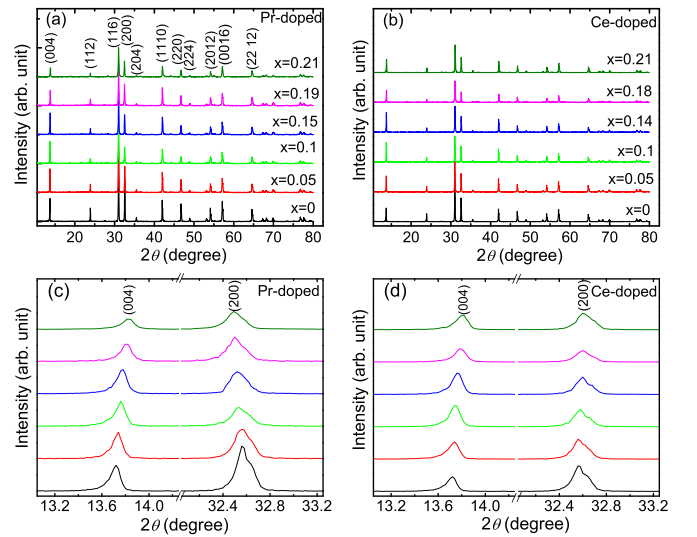 (a)
Pr-doped
(004)
(112)
(116)
(200)
(204)
(1110)
(220)
(224)
(2012)
(0016)
(22 12)
x=0.21
x=0.19
x=0.15
x=0.1
x=0.05
x=0
Intensity (arb. unit)
10 20 30 40 50 60 70 80
2θ (degree)
(b)
Ce-doped
x=0.21
x=0.18
x=0.14
x=0.1
x=0.05
x=0
Intensity (arb. unit)
10 20 30 40 50 60 70 80
2θ (degree)
(c)
Pr-doped
(004)
(200)
Intensity (arb. unit)
13.2 13.6 14.0 32.4 32.8 33.2
2θ (degree)
(d)
Ce-doped
(004)
(200)
Intensity (arb. unit)
13.2 13.6 14.0 32.4 32.8 33.2
2θ (degree)